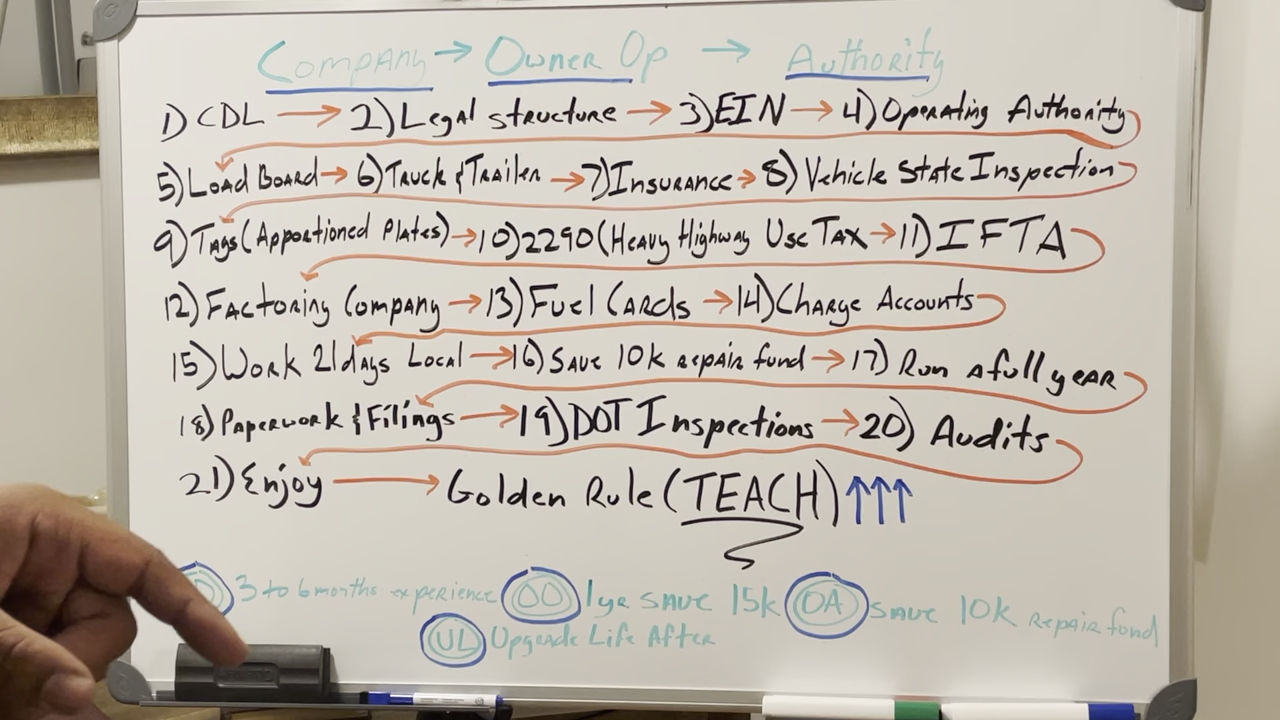 Company → Owner Op → Authority
1) CDL → 2) Legal structure → 3) EIN → 4) Operating Authority
5) Load Board → 6) Truck & Trailer → 7) Insurance → 8) Vehicle State Inspection
9) Tags (Apportioned Plates) → 10) 2290 (Heavy Highway Use Tax → 11) IFTA
12) Factoring Company → 13) Fuel Cards → 14) Charge Accounts
15) Work 21 days Local → 16) Save 10k repair fund → 17) Run a full year
18) Paperwork & Filings → 19) DOT Inspections → 20) Audits
21) Enjoy → Golden Rule (TEACH) ↑↑↑
3 to 6 months experience OO 1yr save 15k OA save 10k repair fund
UL Upgrade Life After